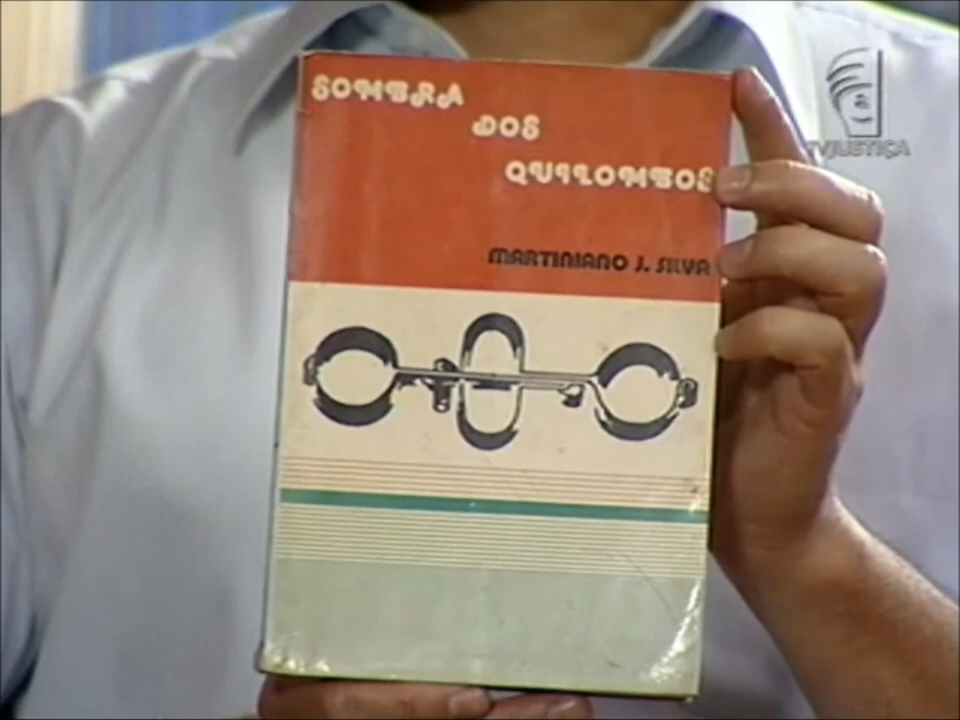 SOMBRA
DOS
QUILOMBOS
MARTINIANO J. SILVA
TVJUSTIÇA